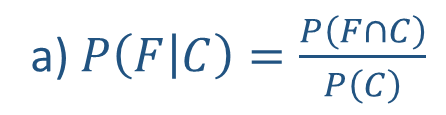 a) P(F|C) = P(F∩C) / P(C)